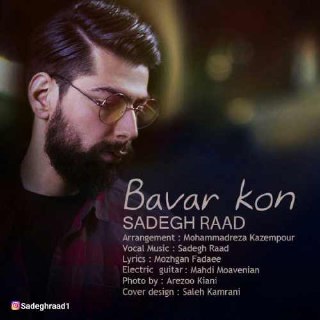 Bavar kon
SADEGH RAAD
Arrangement : Mohammadreza Kazempour
Vocal Music : Sadegh Raad
Lyrics : Mozhgan Fadaee
Electric guitar : Mahdi Moavenian
Photo by : Arezoo Kiani
Cover design : Saleh Kamrani
Sadeghraad1